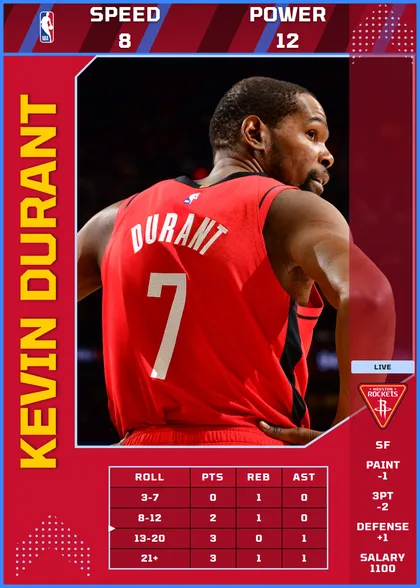 SPEED
8
POWER
12
KEVIN DURANT
DURANT
7
LIVE
HOUSTON
ROCKETS
SF
PAINT
-1
3PT
-2
DEFENSE
+1
SALARY
1100
ROLL PTS REB AST
3-7 0 1 0
8-12 2 1 0
13-20 3 0 1
21+ 3 1 1